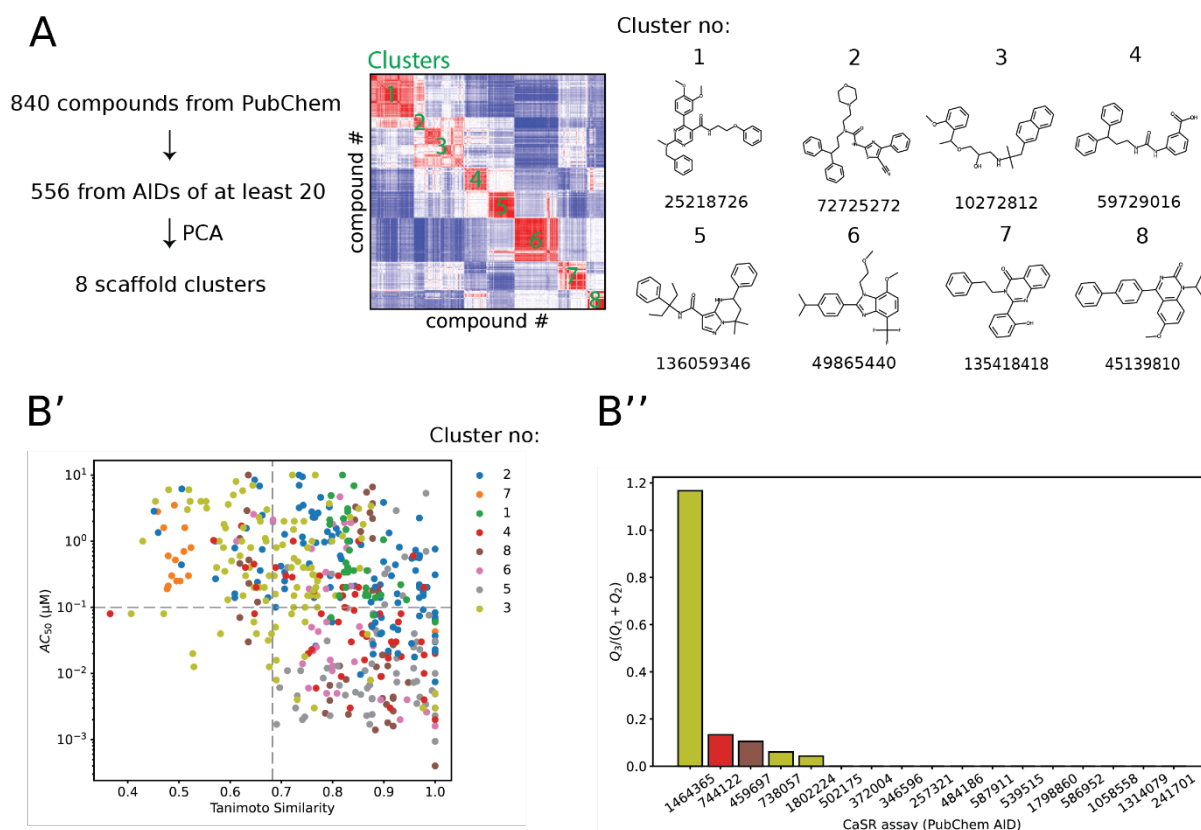 A
840 compounds from PubChem
556 from AIDs of at least 20
PCA
8 scaffold clusters
Clusters
compound #
1
2
3
4
5
6
7
8
compound #
Cluster no:
1 2 3 4
25218726 72725272 10272812 59729016
5 6 7 8
136059346 49865440 135418418 45139810
B'
Cluster no:
2
7
1
4
8
6
5
3
AC50 (μM)
10¹
10⁰
10⁻¹
10⁻²
10⁻³
0.4 0.5 0.6 0.7 0.8 0.9 1.0
Tanimoto Similarity
B''
Q3/(Q1 + Q2)
1.2
1.0
0.8
0.6
0.4
0.2
0.0
1464365 744122 459697 738057 1802224 502175 372004 346596 257321 484186 587911 539515 1798860 586952 1058558 1314079 241701
CaSR assay (PubChem AID)